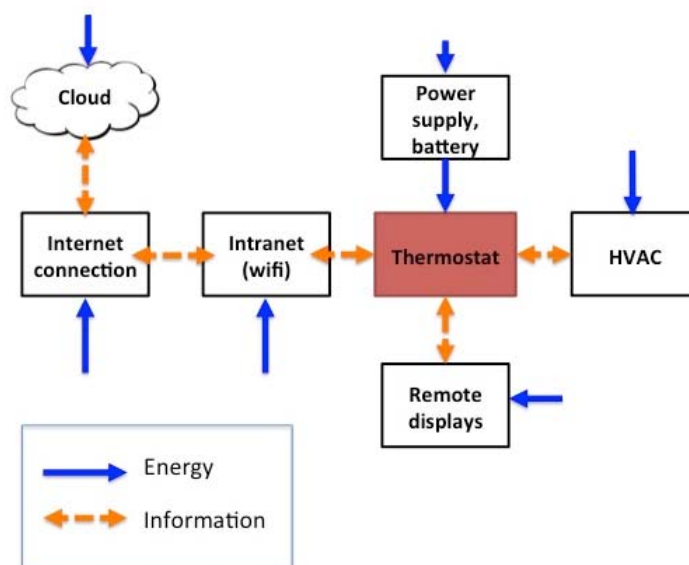 Cloud
Power
supply,
battery
Internet
connection
Intranet
(wifi)
Thermostat
HVAC
Remote
displays
Energy
Information